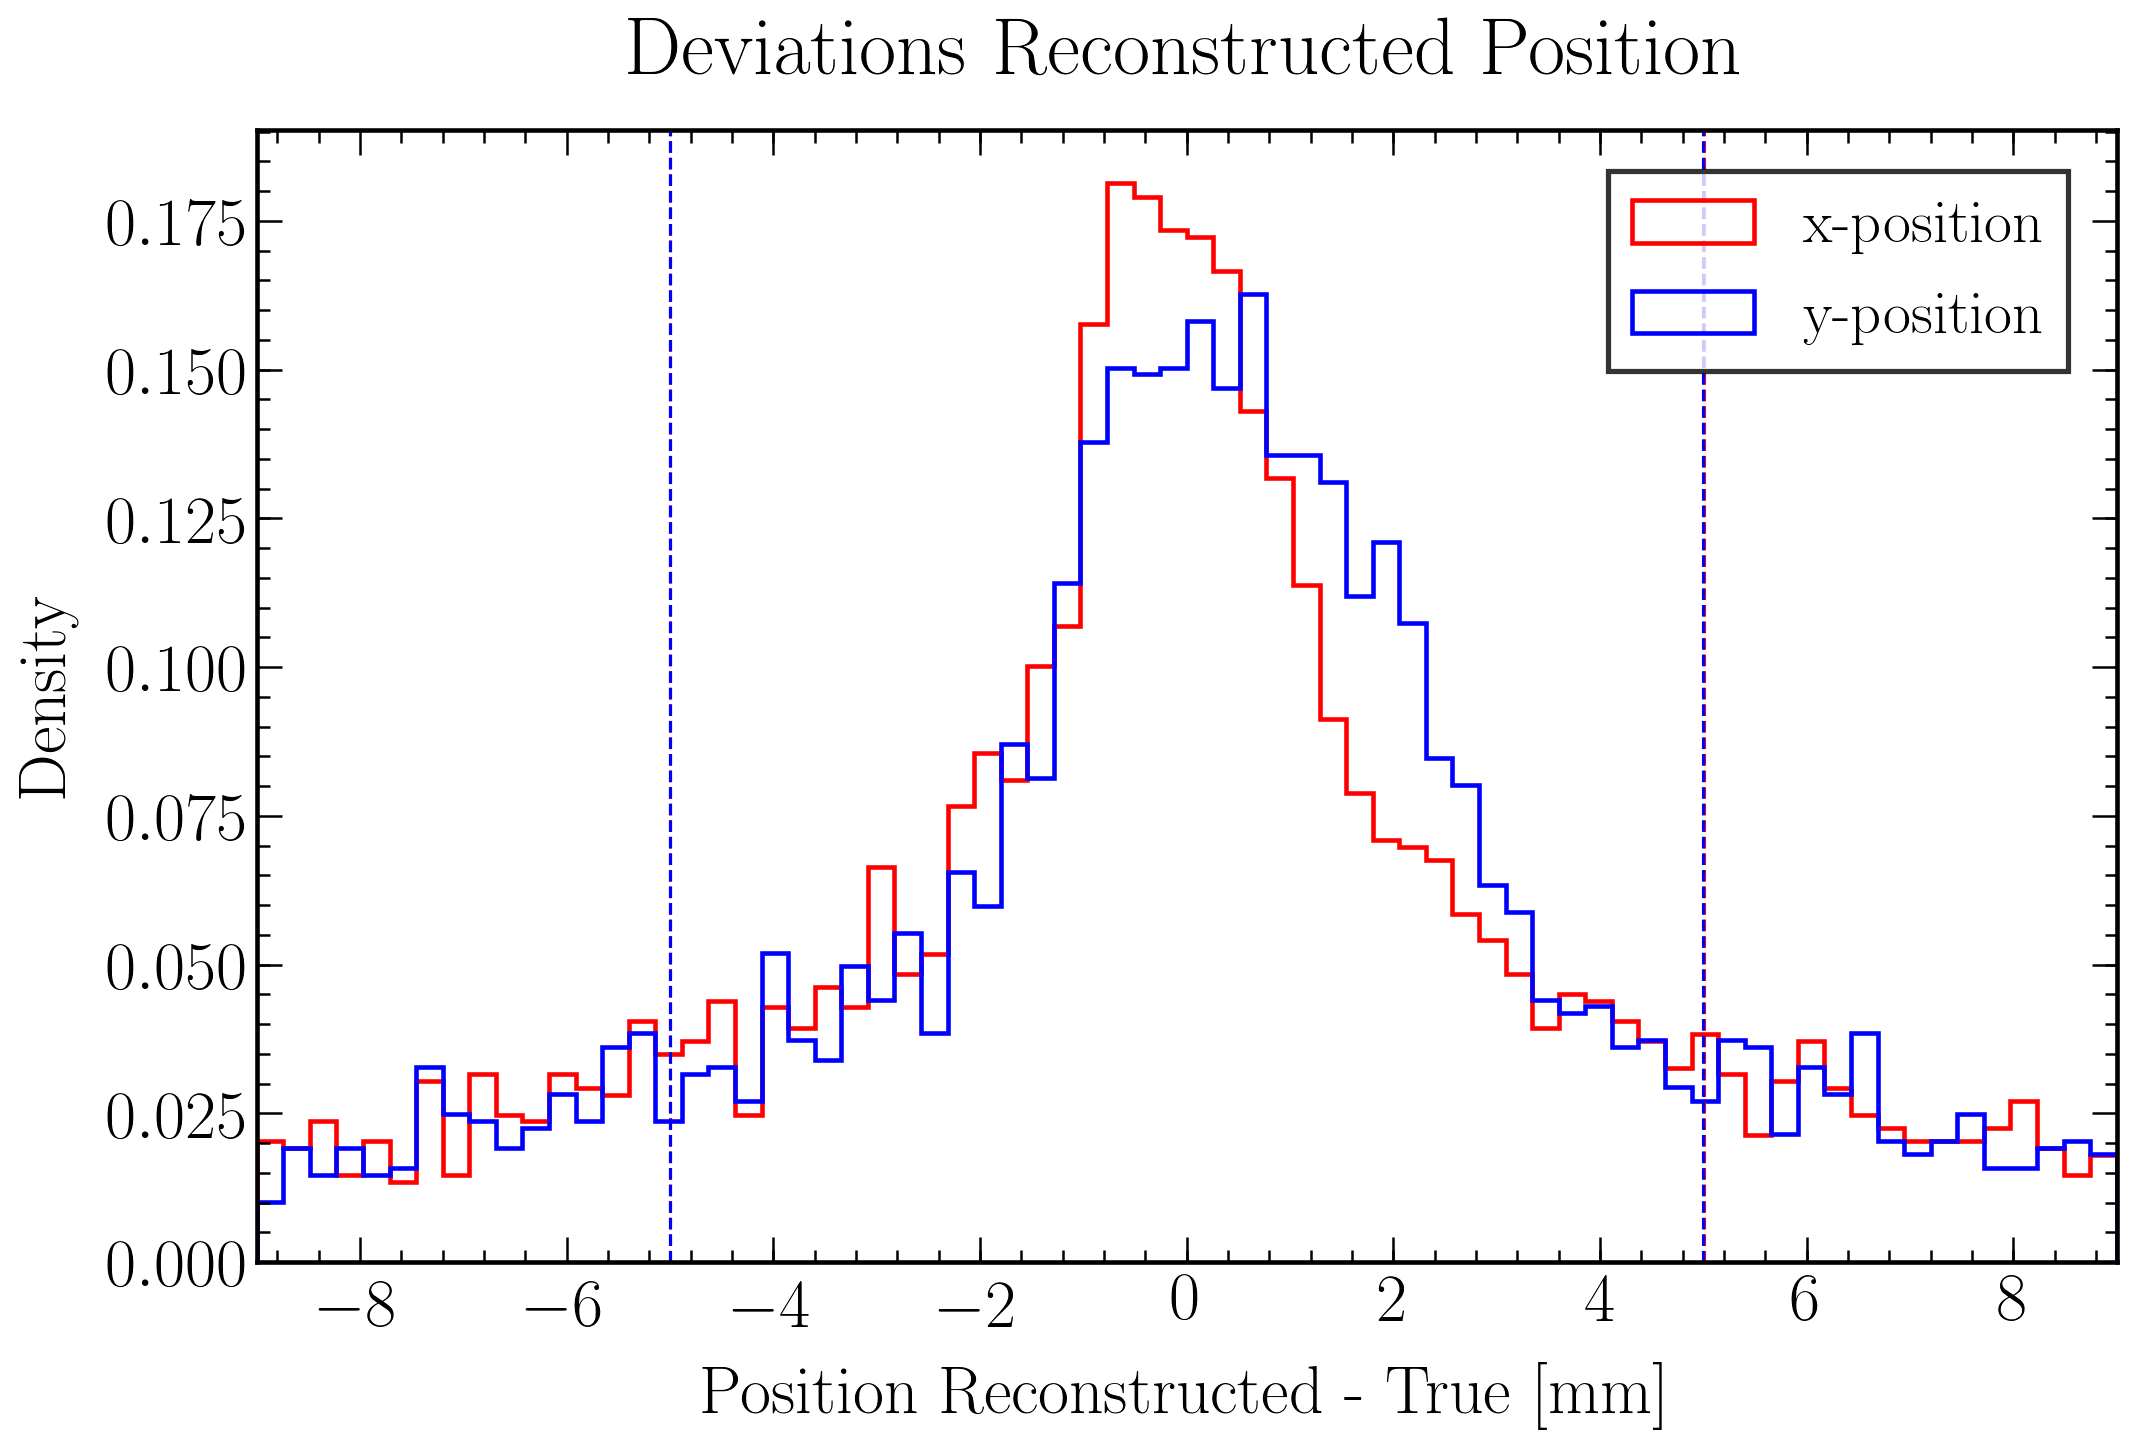 Deviations Reconstructed Position
x-position
y-position
Density
0.175
0.150
0.125
0.100
0.075
0.050
0.025
0.000
−8 −6 −4 −2 0 2 4 6 8
Position Reconstructed - True [mm]